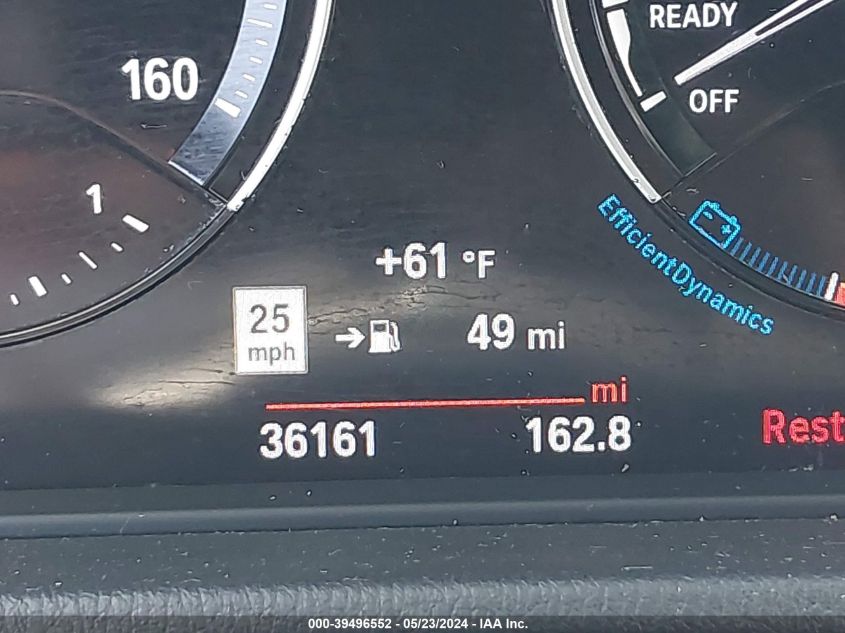 READY
160
OFF
1
EfficientDynamics
+61 °F
25
mph
49 mi
mi
36161
162.8
Rest
000-39496552 - 05/23/2024 - IAA Inc.